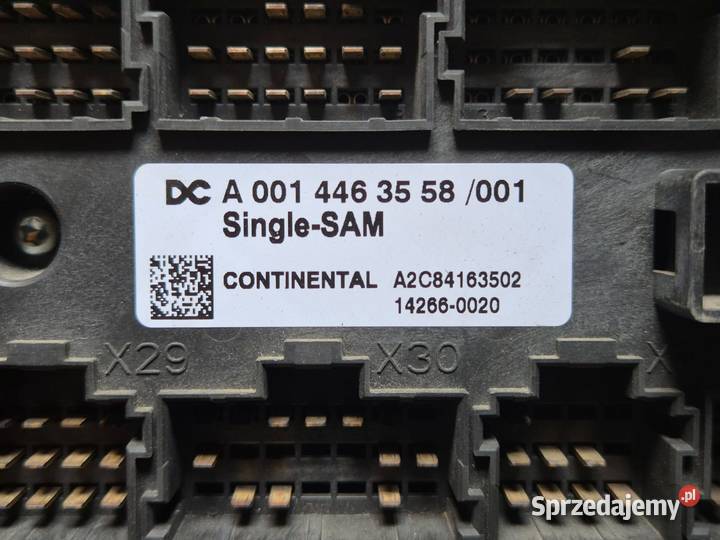 DC A 001 446 35 58 /001
Single-SAM
CONTINENTAL A2C84163502
14266-0020
X29 X30 X
Sprzedajemy.pl